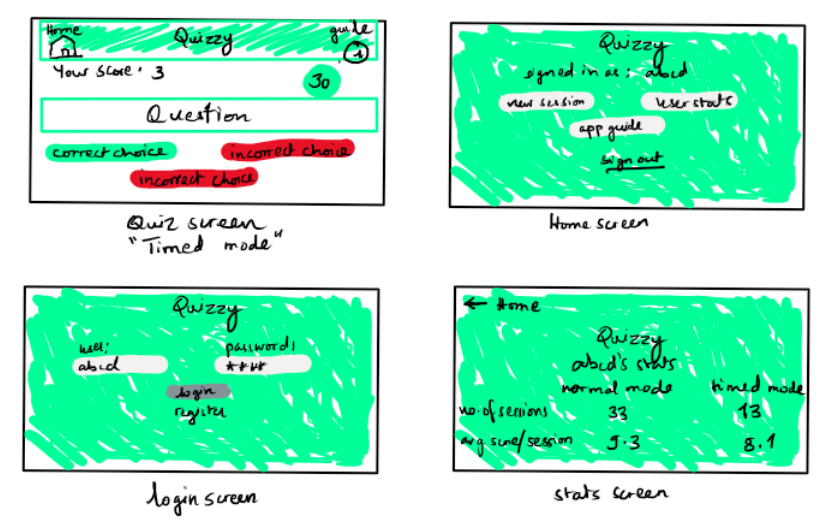 Home Quizzy guide
i
Your score: 3
30
Question
correct choice incorrect choice
incorrect choice
Quiz screen
"Timed mode"
Quizzy
signed in as: abcd
new session user stats
app guide
sign out
Home screen
Quizzy
user: password:
abcd ****
login
register
login screen
← Home
Quizzy
abcd's stats
normal mode timed mode
no. of sessions 33 13
avg. score/session 9.3 8.1
stats screen